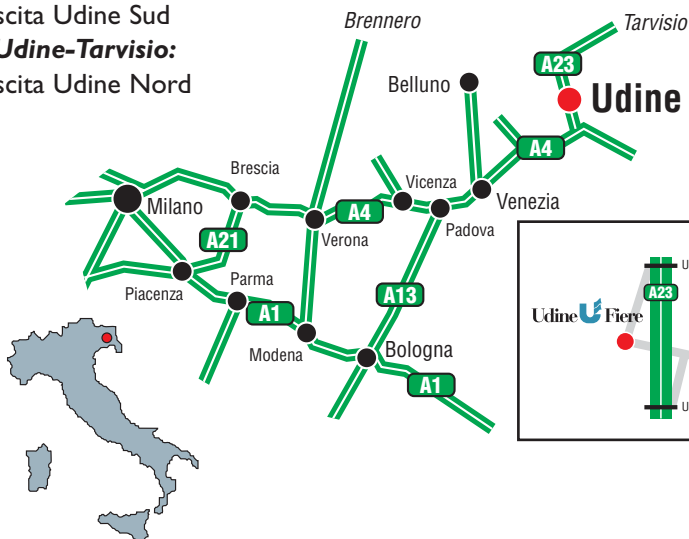 scita Udine Sud
Udine-Tarvisio:
scita Udine Nord
Brennero
Tarvisio
A23
Belluno
Udine
A4
Brescia
Vicenza
Venezia
Milano
A4
Padova
A21
Verona
Piacenza
Parma
A13
A1
Modena
Bologna
A1
A23
Udine Fiere
U
U